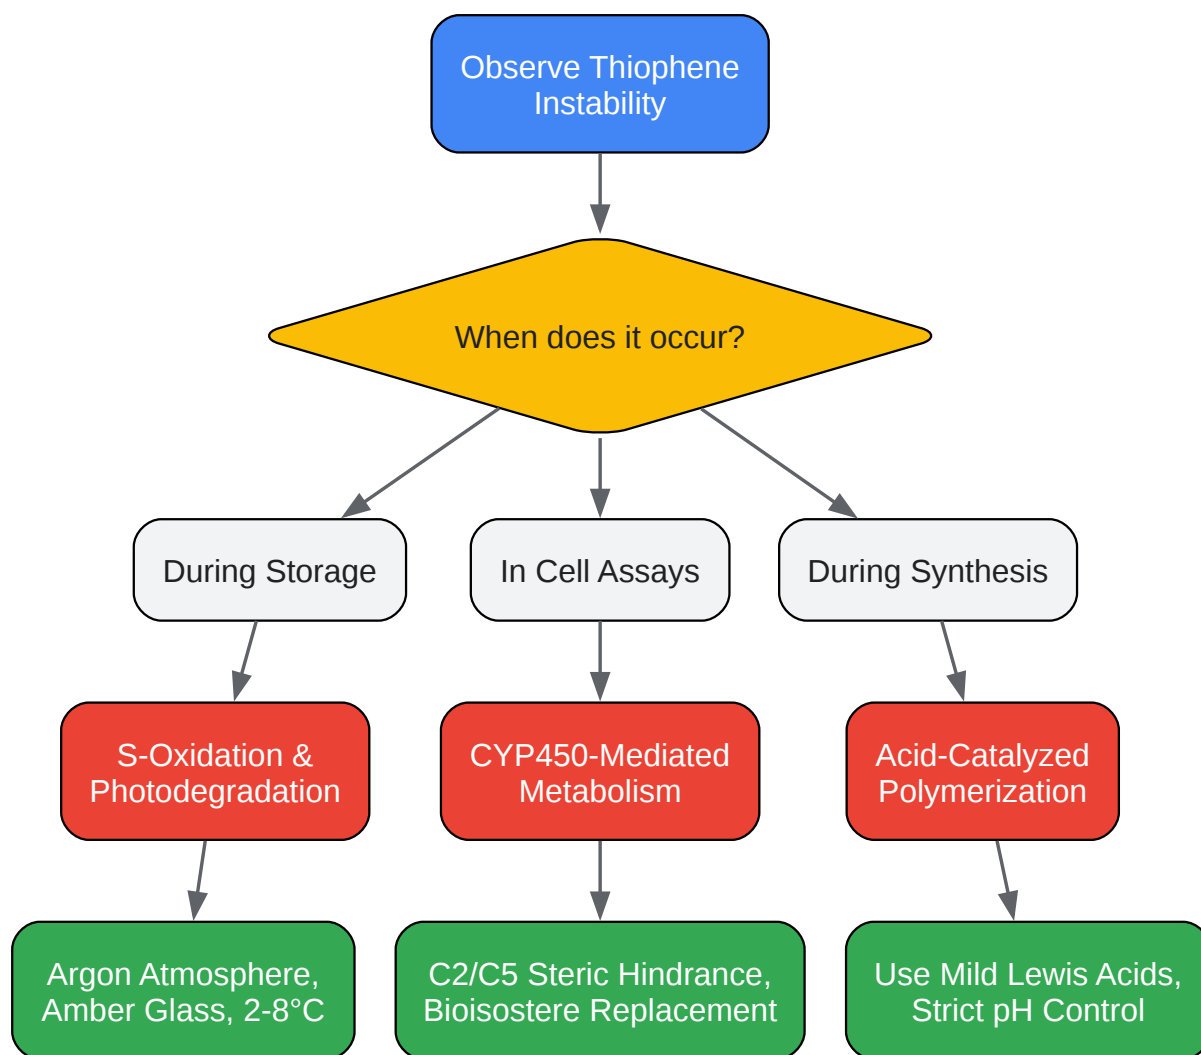 Observe Thiophene
Instability
When does it occur?
During Storage
In Cell Assays
During Synthesis
S-Oxidation &
Photodegradation
CYP450-Mediated
Metabolism
Acid-Catalyzed
Polymerization
Argon Atmosphere,
Amber Glass, 2-8°C
C2/C5 Steric Hindrance,
Bioisostere Replacement
Use Mild Lewis Acids,
Strict pH Control